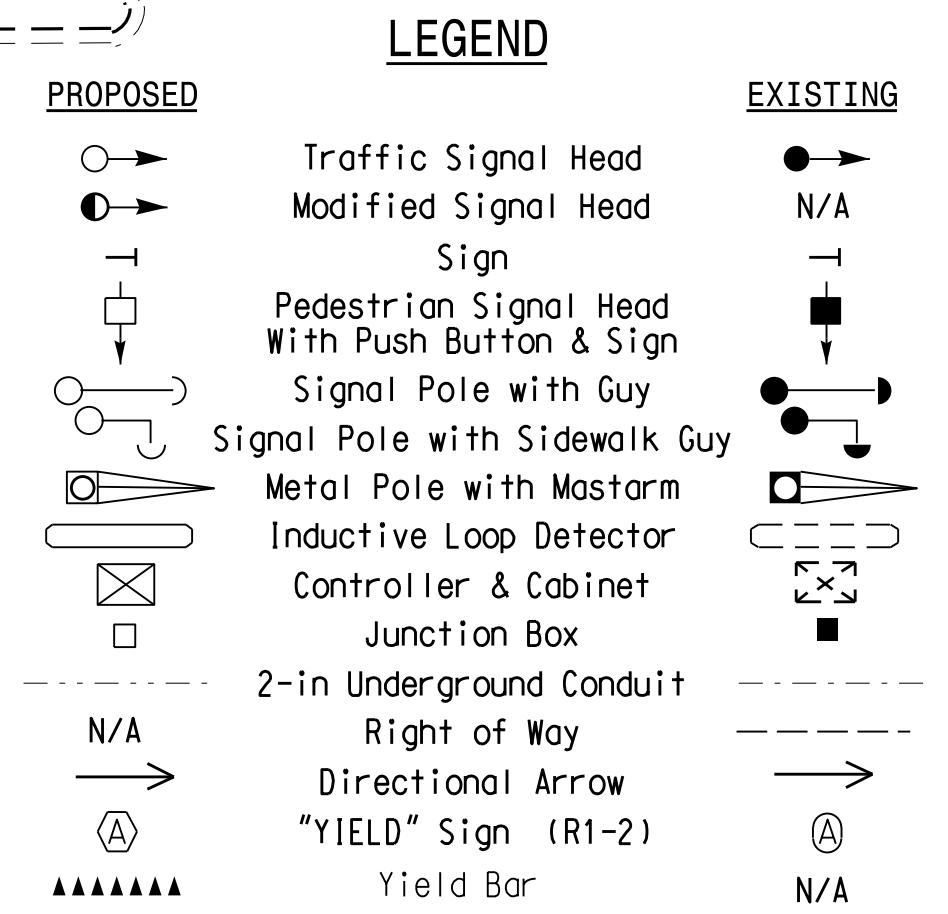 LEGEND
PROPOSED EXISTING
Traffic Signal Head
Modified Signal Head N/A
Sign
Pedestrian Signal Head
With Push Button & Sign
Signal Pole with Guy
Signal Pole with Sidewalk Guy
Metal Pole with Mastarm
Inductive Loop Detector
Controller & Cabinet
Junction Box
2-in Underground Conduit
N/A Right of Way
Directional Arrow
A "YIELD" Sign (R1-2) A
Yield Bar N/A